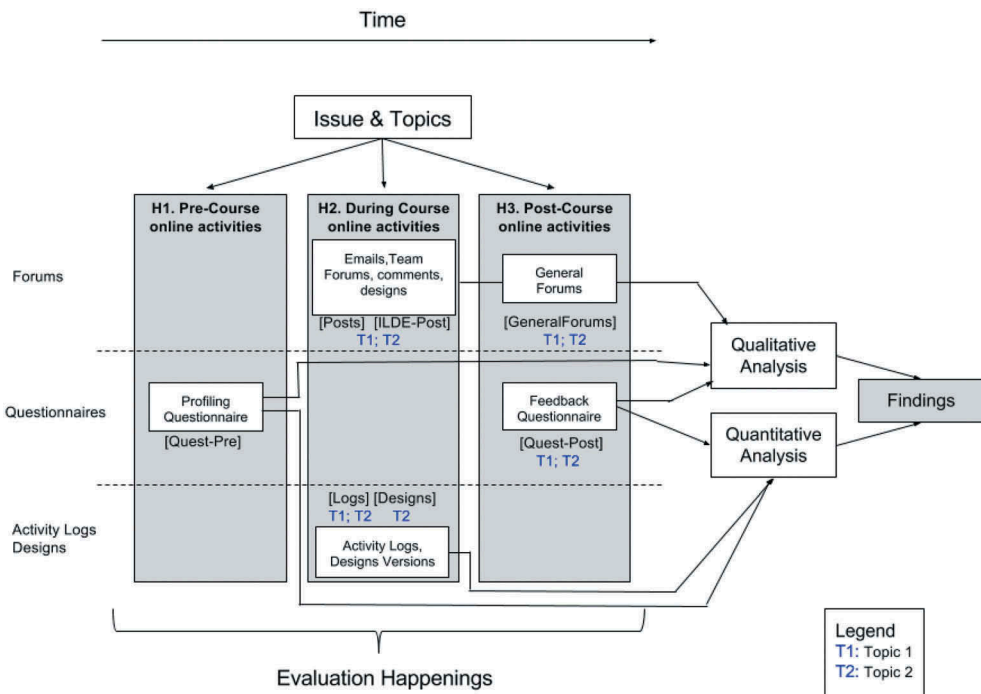 Time
Issue & Topics
H1. Pre-Course
online activities
H2. During Course
online activities
H3. Post-Course
online activities
Forums
Emails,Team
Forums, comments,
designs
General
Forums
[Posts] [ILDE-Post]
T1; T2
[GeneralForums]
T1; T2
Qualitative
Analysis
Questionnaires
Profiling
Questionnaire
[Quest-Pre]
Feedback
Questionnaire
[Quest-Post]
T1; T2
Findings
Quantitative
Analysis
Activity Logs
Designs
[Logs] [Designs]
T1; T2 T2
Activity Logs,
Designs Versions
Evaluation Happenings
Legend
T1: Topic 1
T2: Topic 2